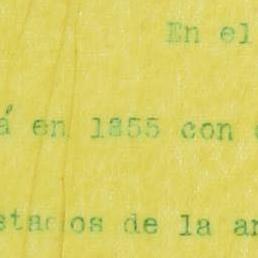 En el
á en 1855 con
stados de la